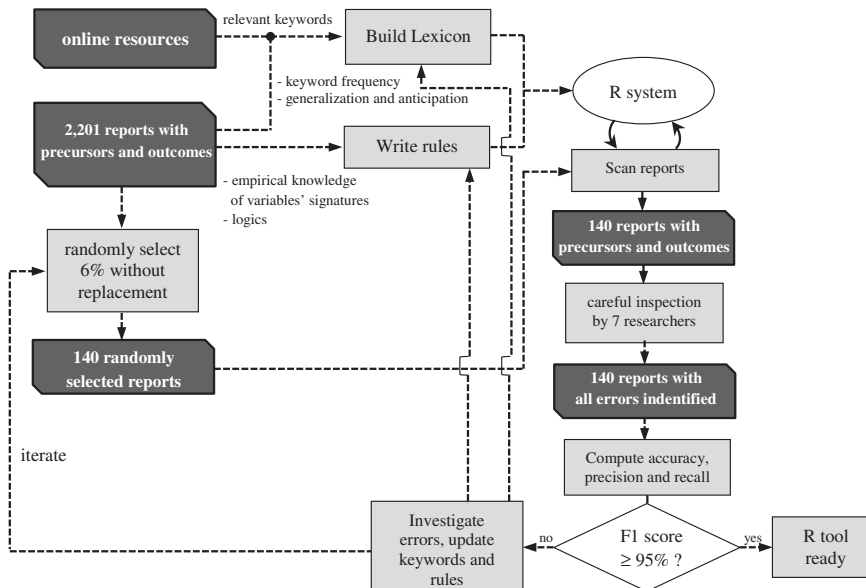 online resources
relevant keywords
Build Lexicon
- keyword frequency
- generalization and anticipation
R system
2,201 reports with
precursors and outcomes
Write rules
Scan reports
- empirical knowledge
of variables' signatures
- logics
140 reports with
precursors and outcomes
randomly select
6% without
replacement
careful inspection
by 7 researchers
140 randomly
selected reports
140 reports with
all errors indentified
iterate
Compute accuracy,
precision and recall
Investigate
errors, update
keywords and
rules
no
F1 score
≥ 95% ?
yes
R tool
ready